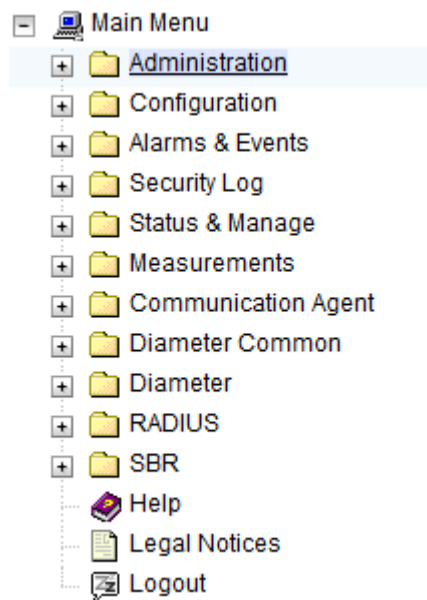 Main Menu
Administration
Configuration
Alarms & Events
Security Log
Status & Manage
Measurements
Communication Agent
Diameter Common
Diameter
RADIUS
SBR
Help
Legal Notices
Logout